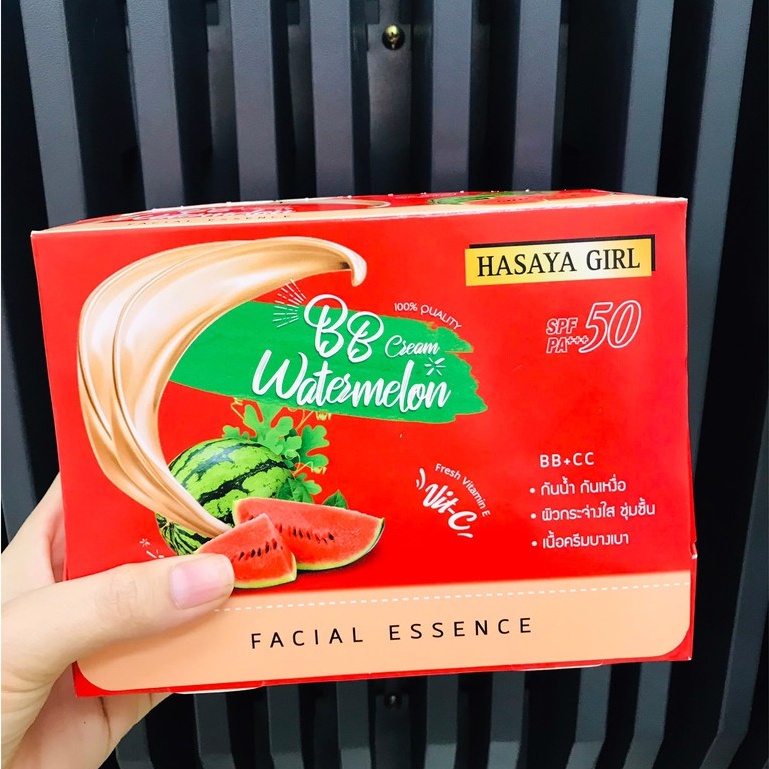 FACIAL ESSENCE
HASAYA GIRL
100% QUALITY
BB Cream
Watermelon
SPF 50
PA+++
Fresh Vitamin E
Vit-C
BB+CC
• กันน้ำ กันเหงื่อ
• ผิวกระจ่างใส ชุ่มชื้น
• เนื้อครีมบางเบา
FACIAL ESSENCE